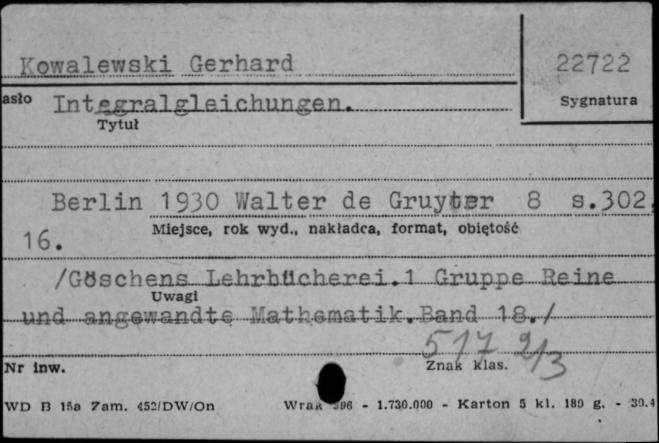 Kowalewski Gerhard
22722
asło Integralgleichungen.
Sygnatura
Tytuł
Berlin 1930 Walter de Gruyter 8 s.302,
16.
Miejsce, rok wyd., nakładca, format, obiętość
/Göschens Lehrbücherei.1 Gruppe Reine
Uwagi
und angewandte Mathematik.Band 18./
517 2/3
Nr inw.
Znak klas.
WD B 15a Zam. 452/DW/On - 1.730.000 - Karton 5 kl. 180 g. - 30.4